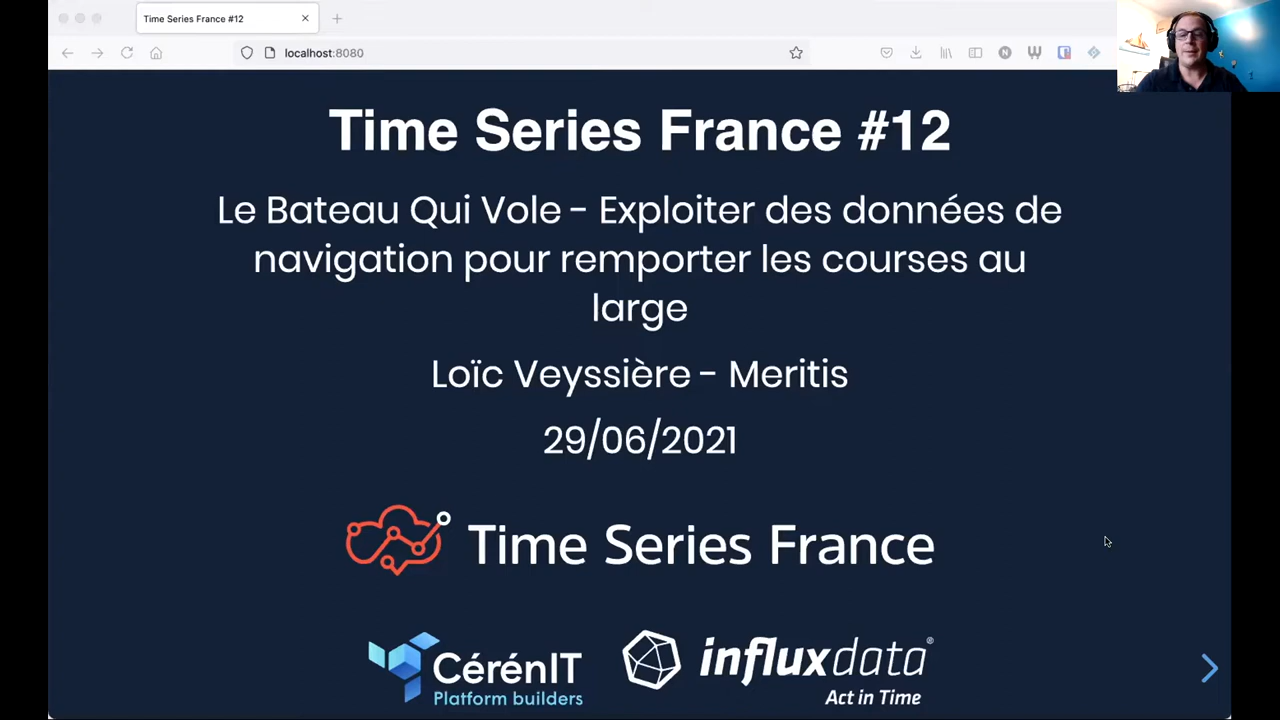 Time Series France #12
localhost:8080
Time Series France #12
Le Bateau Qui Vole - Exploiter des données de
navigation pour remporter les courses au
large
Loïc Veyssière - Meritis
29/06/2021
Time Series France
CérénIT
Platform builders
influxdata®
Act in Time